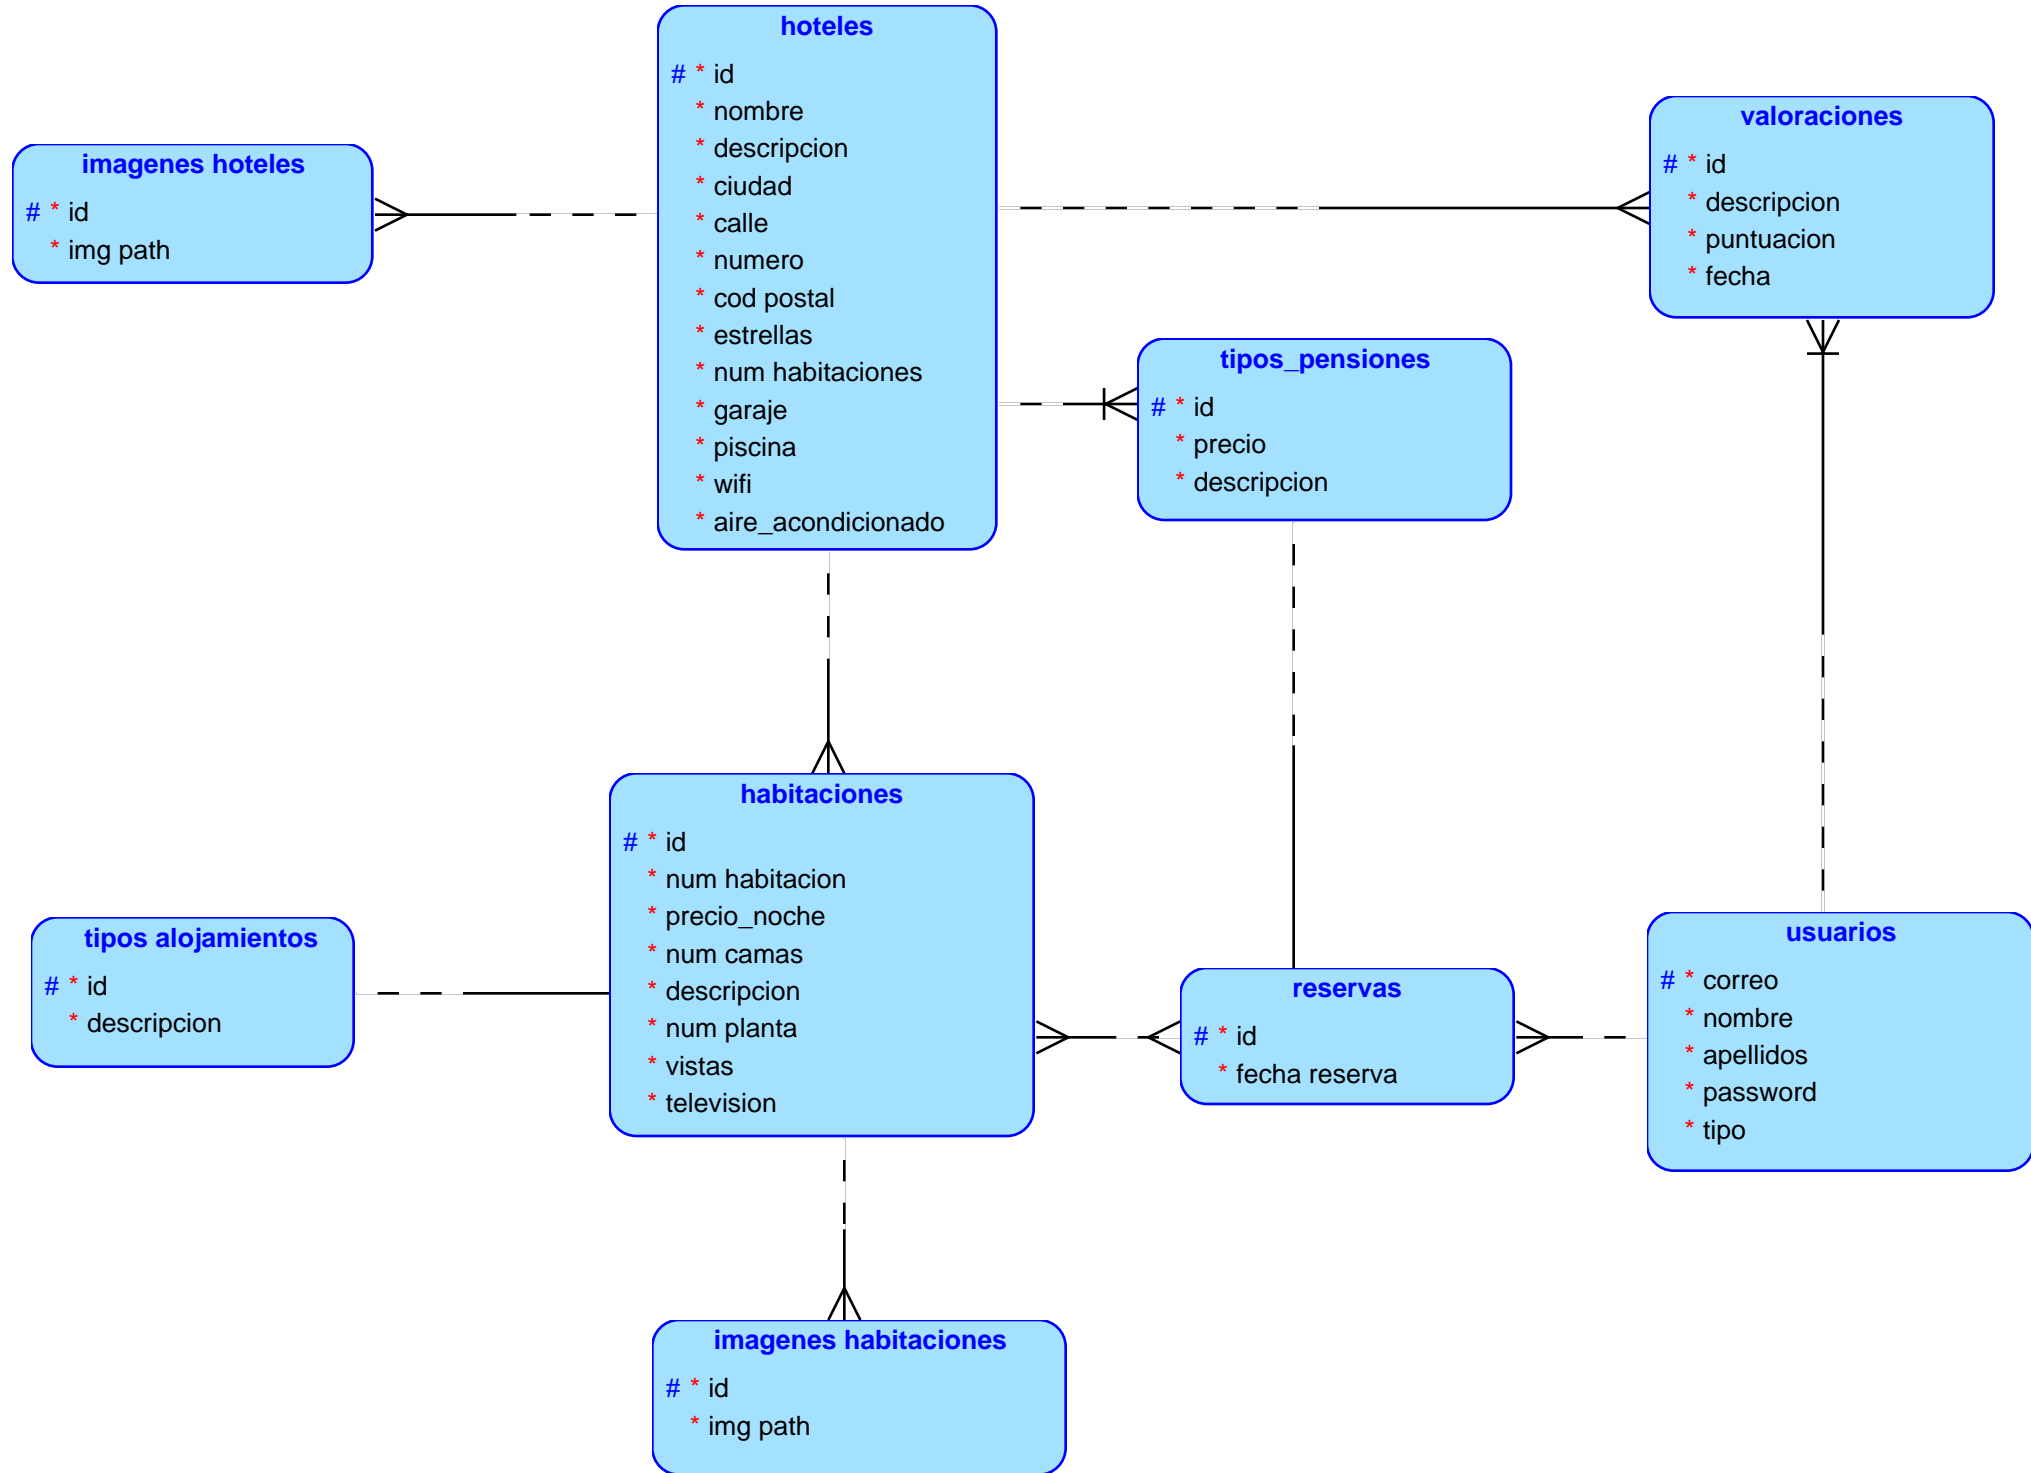 hoteles
# * id
* nombre
* descripcion
* ciudad
* calle
* numero
* cod postal
* estrellas
* num habitaciones
* garaje
* piscina
* wifi
* aire_acondicionado
imagenes hoteles
# * id
* img path
valoraciones
# * id
* descripcion
* puntuacion
* fecha
tipos_pensiones
# * id
* precio
* descripcion
habitaciones
# * id
* num habitacion
* precio_noche
* num camas
* descripcion
* num planta
* vistas
* television
tipos alojamientos
# * id
* descripcion
reservas
# * id
* fecha reserva
usuarios
# * correo
* nombre
* apellidos
* password
* tipo
imagenes habitaciones
# * id
* img path